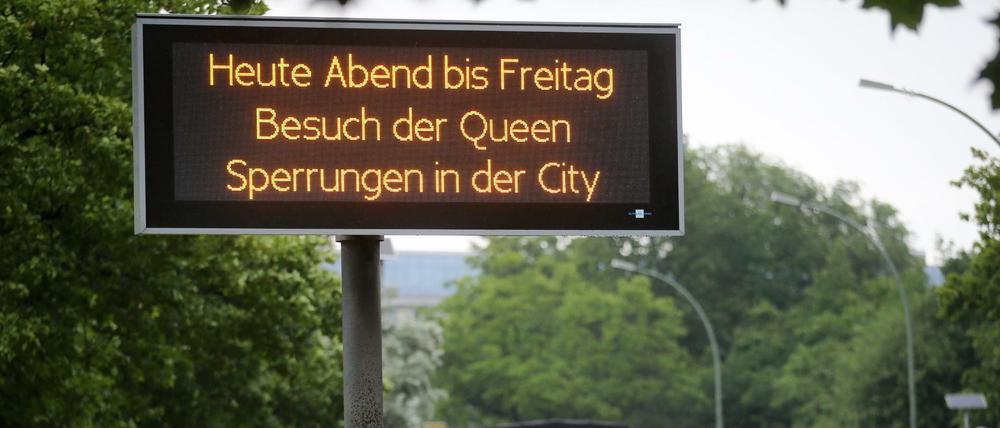 Heute Abend bis Freitag
Besuch der Queen
Sperrungen in der City